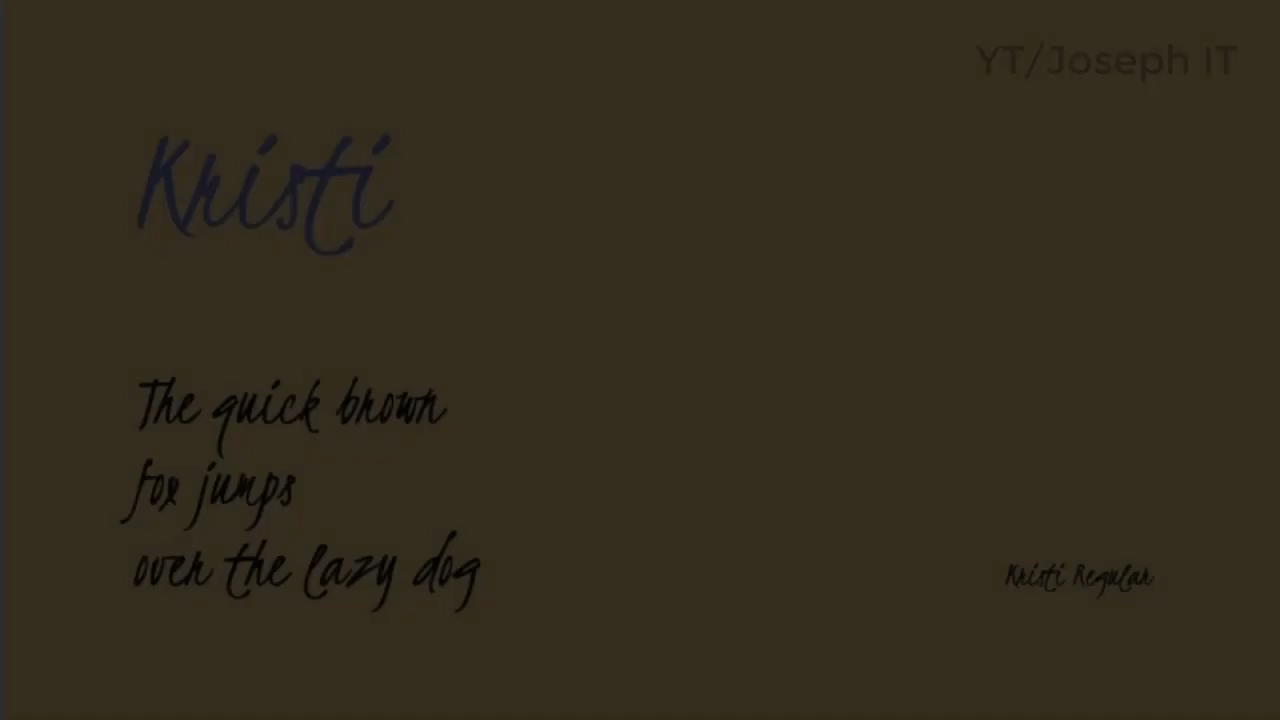 YT/Joseph IT
Kristi
The quick brown
fox jumps
over the lazy dog
Kristi Regular